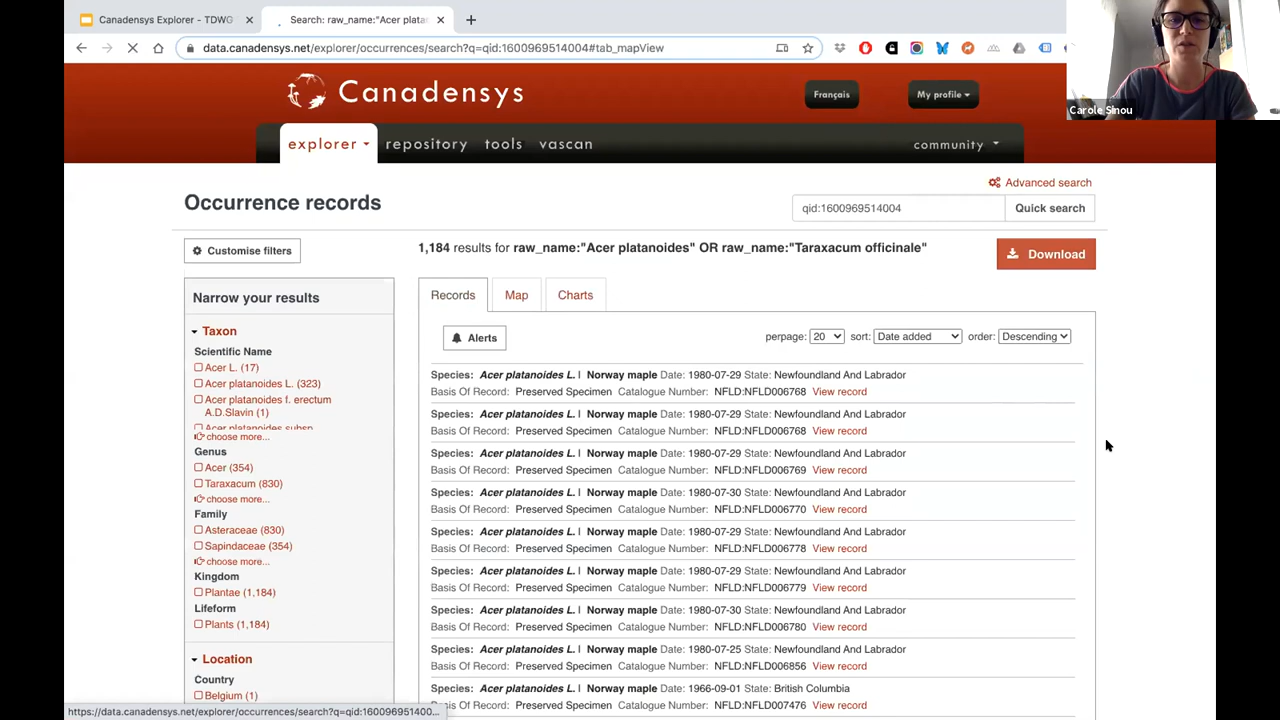 Canadensys Explorer - TDWG
Search: raw_name:"Acer plata
data.canadensys.net/explorer/occurrences/search?q=qid:1600969514004#tab_mapView
Carole Sinou
Canadensys
Français
My profile
explorer
repository
tools
vascan
community
Advanced search
Occurrence records
qid:1600969514004
Quick search
Customise filters
1,184 results for raw_name:"Acer platanoides" OR raw_name:"Taraxacum officinale"
Download
Narrow your results
Records
Map
Charts
Taxon
Scientific Name
Acer L. (17)
Acer platanoides L. (323)
Acer platanoides f. erectum
A.D.Slavin (1)
Acer platanoides subsp.
choose more...
Genus
Acer (354)
Taraxacum (830)
choose more...
Family
Asteraceae (830)
Sapindaceae (354)
choose more...
Kingdom
Plantae (1,184)
Lifeform
Plants (1,184)
Location
Country
Belgium (1)
Alerts
perpage: 20 sort: Date added order: Descending
Species: Acer platanoides L. | Norway maple Date: 1980-07-29 State: Newfoundland And Labrador
Basis Of Record: Preserved Specimen Catalogue Number: NFLD:NFLD006768 View record
Species: Acer platanoides L. | Norway maple Date: 1980-07-29 State: Newfoundland And Labrador
Basis Of Record: Preserved Specimen Catalogue Number: NFLD:NFLD006768 View record
Species: Acer platanoides L. | Norway maple Date: 1980-07-29 State: Newfoundland And Labrador
Basis Of Record: Preserved Specimen Catalogue Number: NFLD:NFLD006769 View record
Species: Acer platanoides L. | Norway maple Date: 1980-07-30 State: Newfoundland And Labrador
Basis Of Record: Preserved Specimen Catalogue Number: NFLD:NFLD006770 View record
Species: Acer platanoides L. | Norway maple Date: 1980-07-29 State: Newfoundland And Labrador
Basis Of Record: Preserved Specimen Catalogue Number: NFLD:NFLD006778 View record
Species: Acer platanoides L. | Norway maple Date: 1980-07-29 State: Newfoundland And Labrador
Basis Of Record: Preserved Specimen Catalogue Number: NFLD:NFLD006779 View record
Species: Acer platanoides L. | Norway maple Date: 1980-07-30 State: Newfoundland And Labrador
Basis Of Record: Preserved Specimen Catalogue Number: NFLD:NFLD006780 View record
Species: Acer platanoides L. | Norway maple Date: 1980-07-25 State: Newfoundland And Labrador
Basis Of Record: Preserved Specimen Catalogue Number: NFLD:NFLD006856 View record
Species: Acer platanoides L. | Norway maple Date: 1966-09-01 State: British Columbia
Basis Of Record: Preserved Specimen Catalogue Number: NFLD:NFLD007476 View record
https://data.canadensys.net/explorer/occurrences/search?q=qid:160096951400...